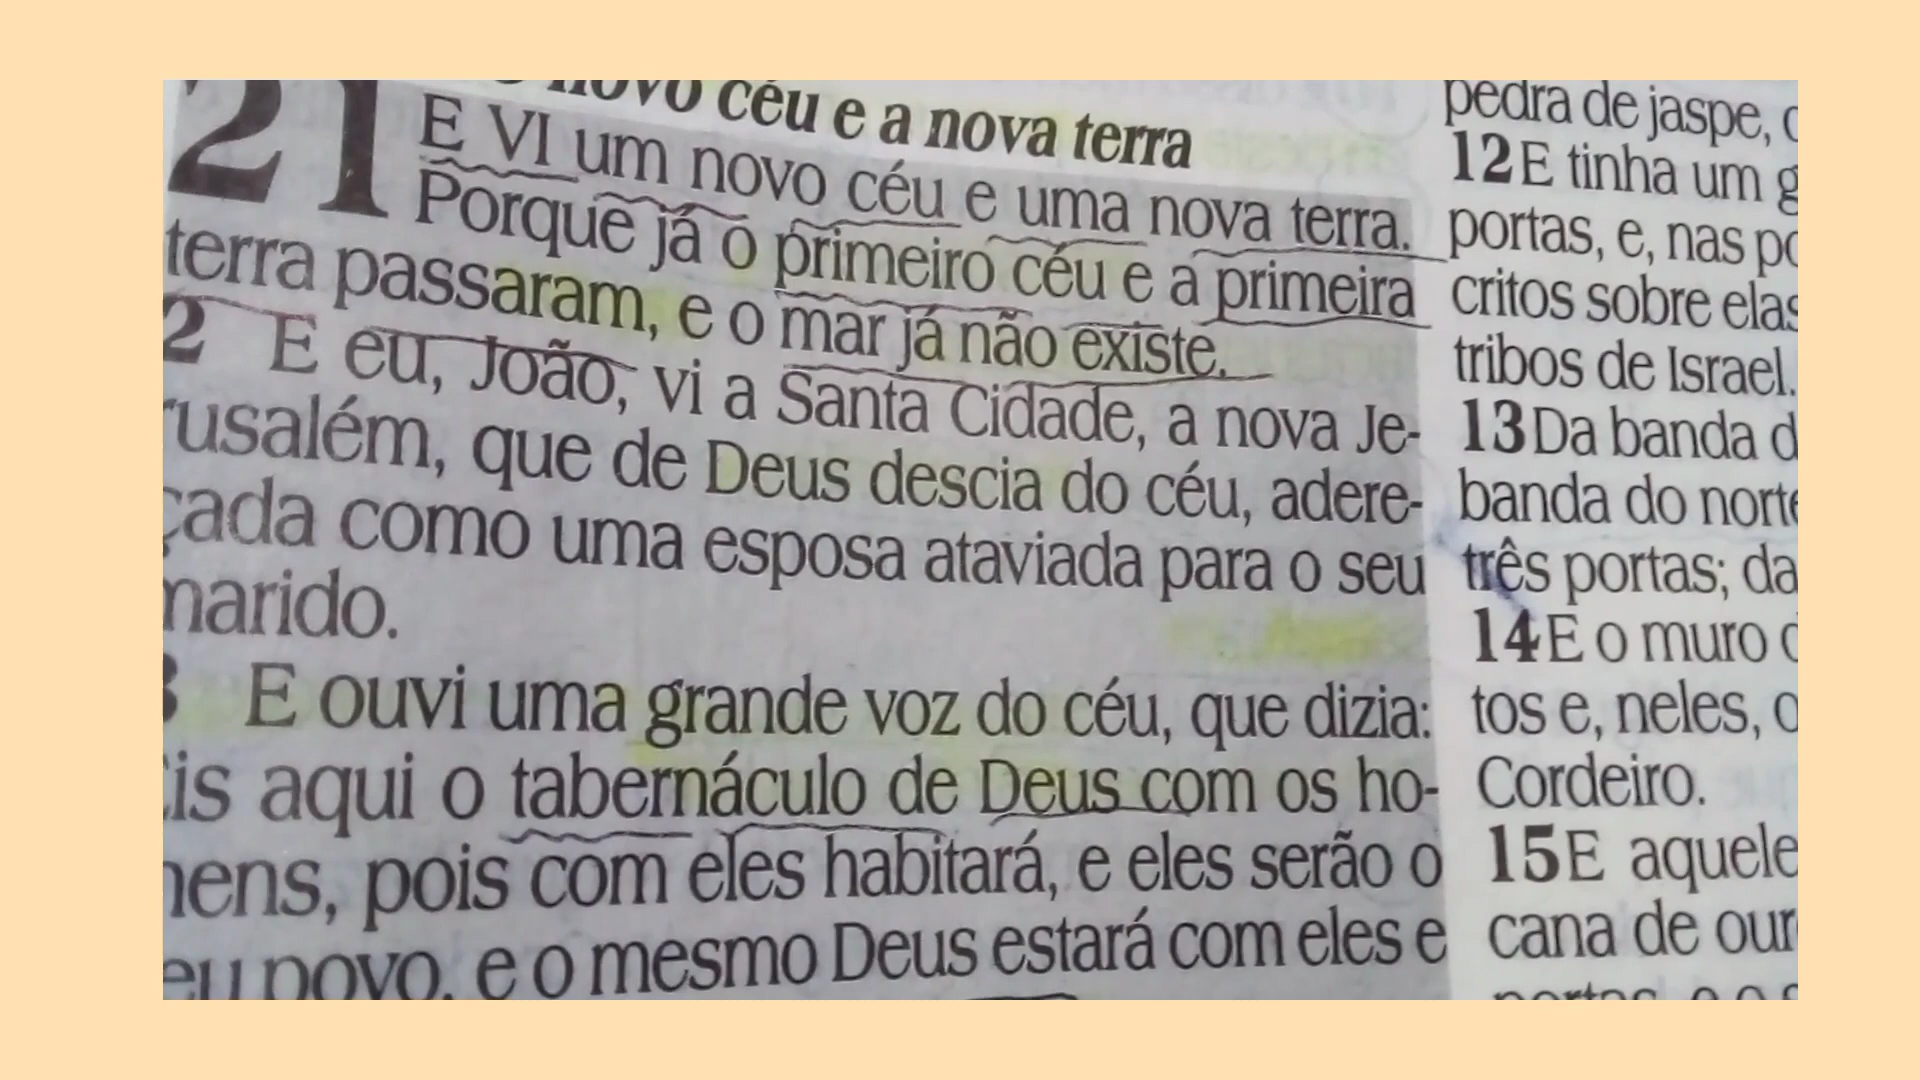 novo céu e a nova terra
21 E VI um novo céu e uma nova terra.
Porque já o primeiro céu e a primeira
terra passaram, e o mar já não existe.
2 E eu, João, vi a Santa Cidade, a nova Je-
rusalém, que de Deus descia do céu, adere-
çada como uma esposa ataviada para o seu
marido.
3 E ouvi uma grande voz do céu, que dizia:
Eis aqui o tabernáculo de Deus com os ho-
mens, pois com eles habitará, e eles serão o
seu povo, e o mesmo Deus estará com eles e
pedra de jaspe,
12 E tinha um
portas, e, nas
critos sobre elas
tribos de Israel.
13 Da banda
banda do norte
três portas; da
14 E o muro
tos e, neles,
Cordeiro.
15 E aquele
cana de our